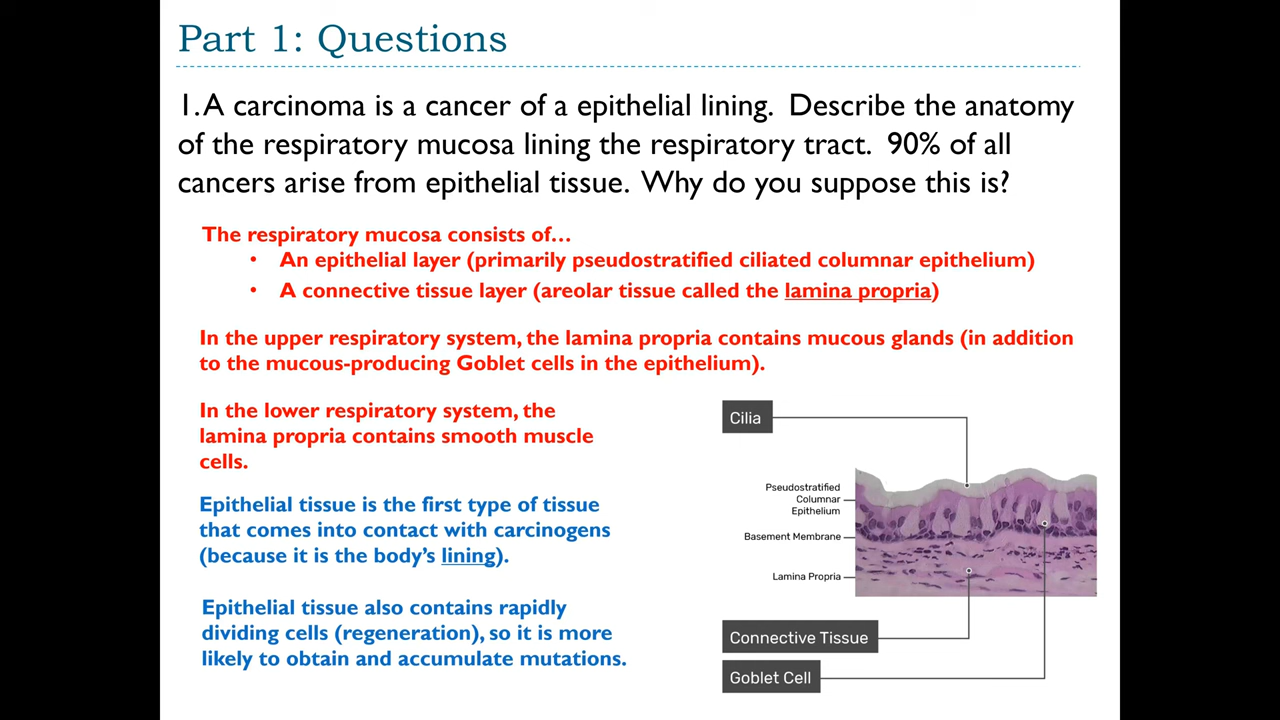 Part 1: Questions
1. A carcinoma is a cancer of a epithelial lining. Describe the anatomy
of the respiratory mucosa lining the respiratory tract. 90% of all
cancers arise from epithelial tissue. Why do you suppose this is?
The respiratory mucosa consists of…
• An epithelial layer (primarily pseudostratified ciliated columnar epithelium)
• A connective tissue layer (areolar tissue called the lamina propria)
In the upper respiratory system, the lamina propria contains mucous glands (in addition
to the mucous-producing Goblet cells in the epithelium).
In the lower respiratory system, the
lamina propria contains smooth muscle
cells.
Epithelial tissue is the first type of tissue
that comes into contact with carcinogens
(because it is the body's lining).
Epithelial tissue also contains rapidly
dividing cells (regeneration), so it is more
likely to obtain and accumulate mutations.
Cilia
Pseudostratified
Columnar
Epithelium
Basement Membrane
Lamina Propria
Connective Tissue
Goblet Cell